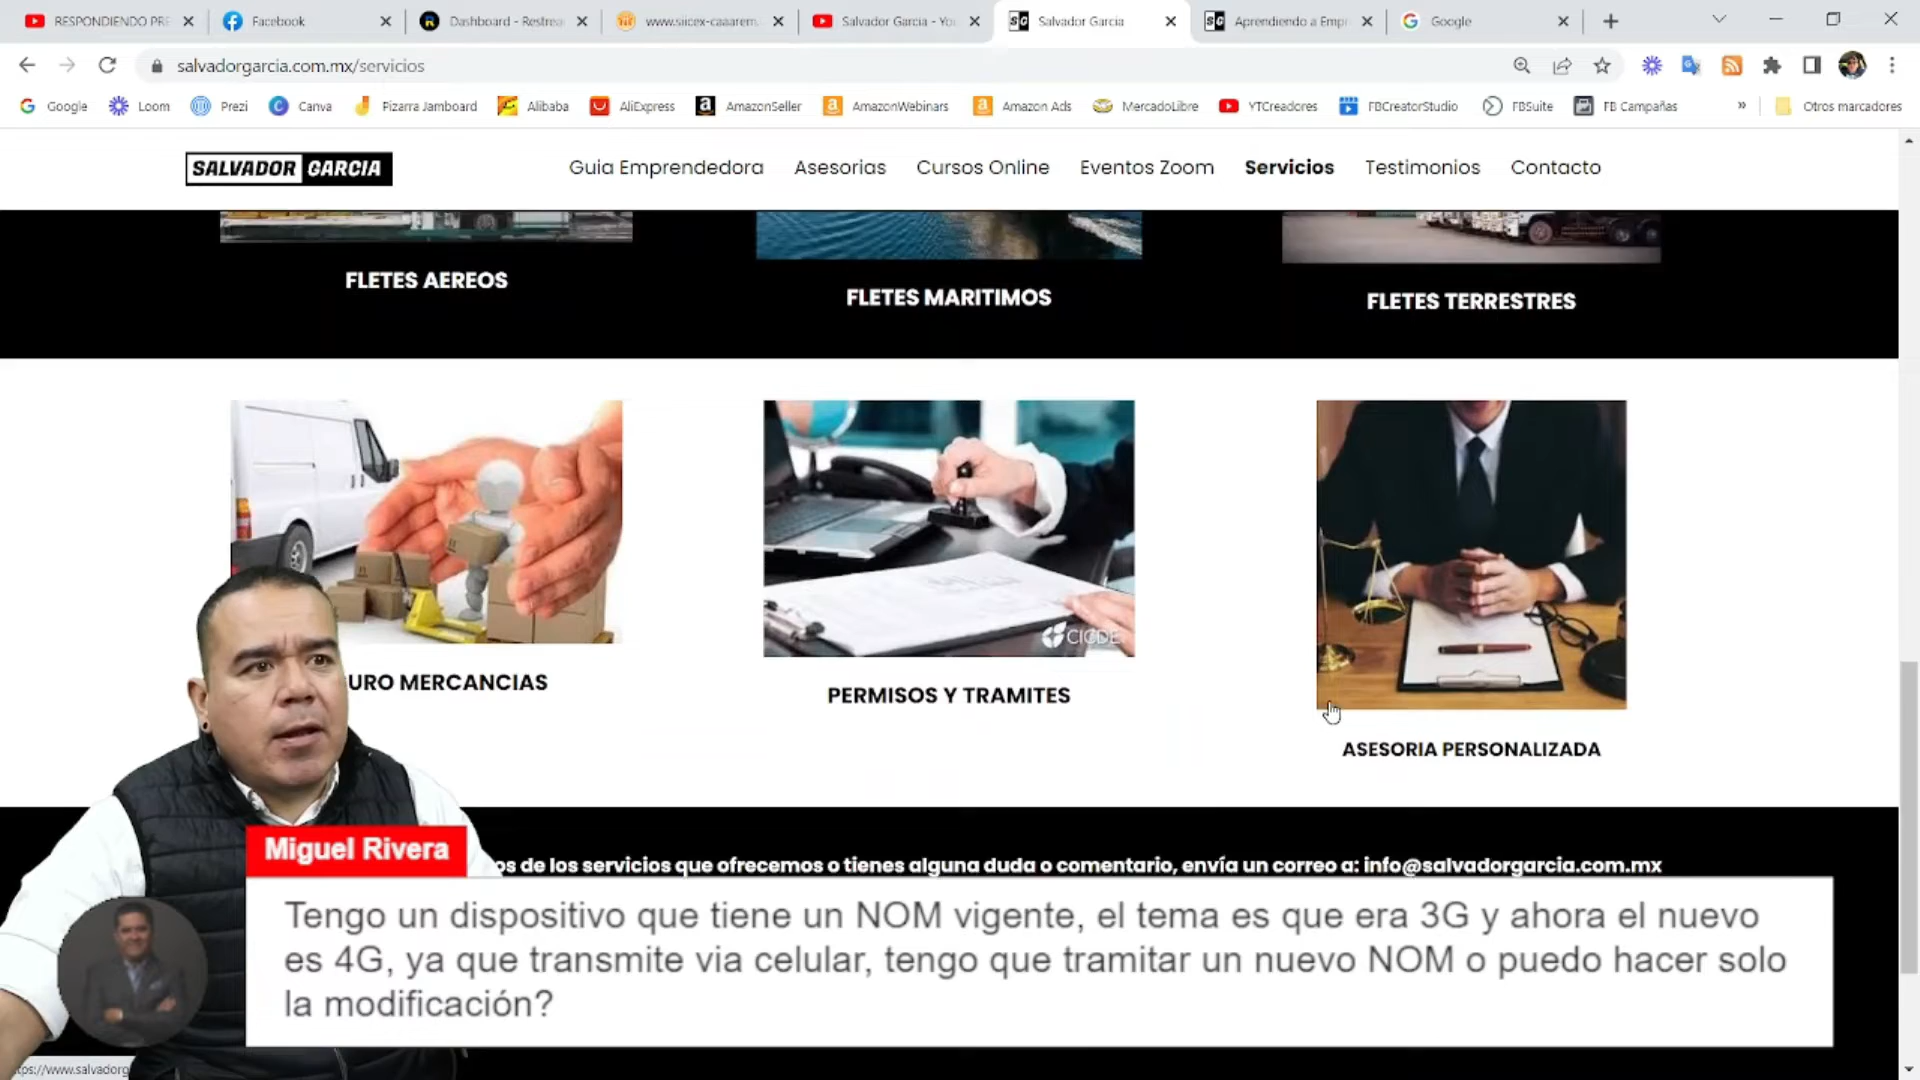 RESPONDIENDO PRE
Facebook
Dashboard - Restrea
www.siicex-caaarem.
Salvador Garcia - Yo
Salvador Garcia
Aprendiendo a Emp
Google
salvadorgarcia.com.mx/servicios
Google
Loom
Prezi
Canva
Pizarra Jamboard
Alibaba
AliExpress
AmazonSeller
AmazonWebinars
Amazon Ads
MercadoLibre
YTCreadores
FBCreatorStudio
FBSuite
FB Campañas
»
Otros marcadores
SALVADOR GARCIA
Guia Emprendedora
Asesorias
Cursos Online
Eventos Zoom
Servicios
Testimonios
Contacto
FLETES AEREOS
FLETES MARITIMOS
FLETES TERRESTRES
CICDE
URO MERCANCIAS
PERMISOS Y TRAMITES
ASESORIA PERSONALIZADA
Miguel Rivera
os de los servicios que ofrecemos o tienes alguna duda o comentario, envía un correo a: info@salvadorgarcia.com.mx
Tengo un dispositivo que tiene un NOM vigente, el tema es que era 3G y ahora el nuevo
es 4G, ya que transmite via celular, tengo que tramitar un nuevo NOM o puedo hacer solo
la modificación?
tps://www.salvadorg